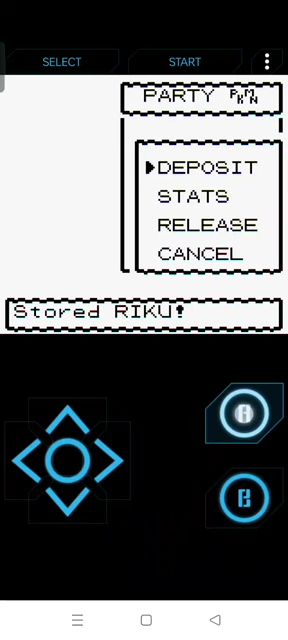 SELECT START
PARTY PKMN
DEPOSIT
STATS
RELEASE
CANCEL
Stored RIKU!
A
B